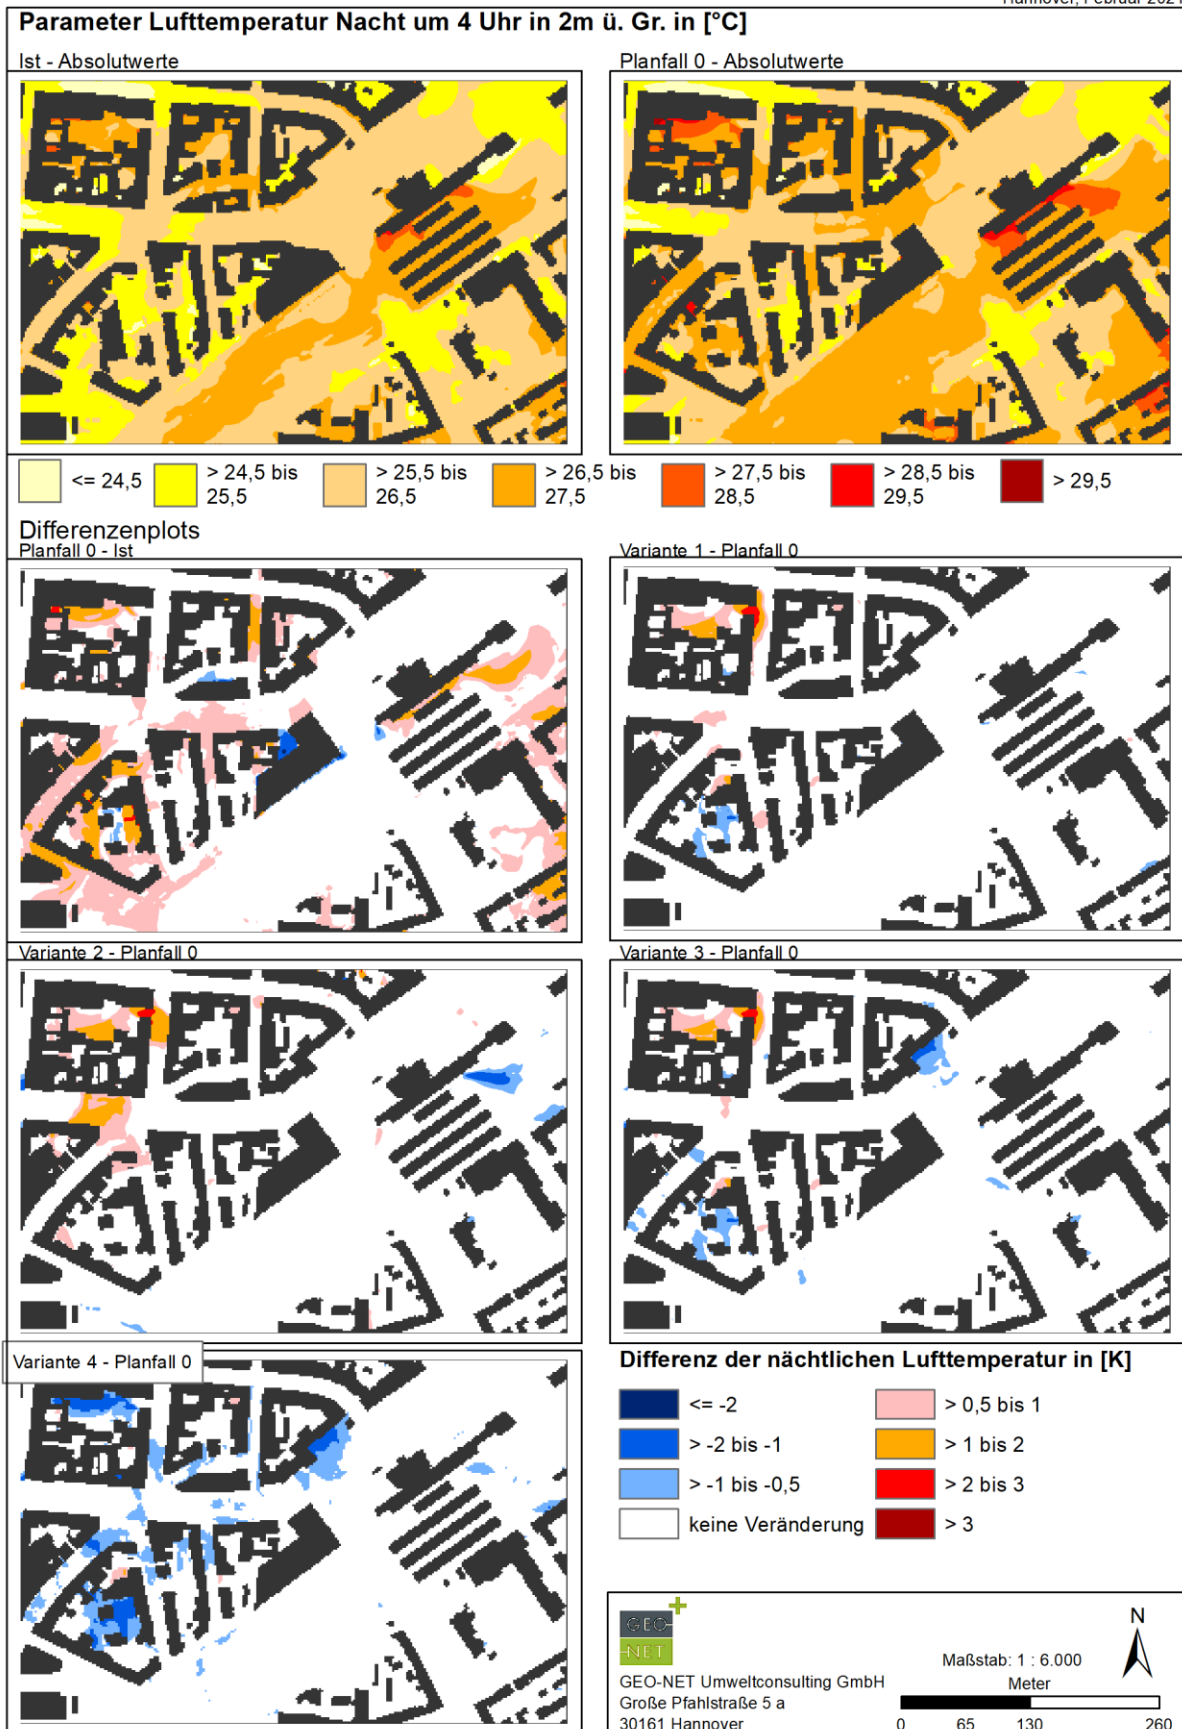 Hannover, Februar 2021
Parameter Lufttemperatur Nacht um 4 Uhr in 2m ü. Gr. in [°C]
Ist - Absolutwerte
Planfall 0 - Absolutwerte
<= 24,5
> 24,5 bis 25,5
> 25,5 bis 26,5
> 26,5 bis 27,5
> 27,5 bis 28,5
> 28,5 bis 29,5
> 29,5
Differenzenplots
Planfall 0 - Ist
Variante 1 - Planfall 0
Variante 2 - Planfall 0
Variante 3 - Planfall 0
Variante 4 - Planfall 0
Differenz der nächtlichen Lufttemperatur in [K]
<= -2
> -2 bis -1
> -1 bis -0,5
keine Veränderung
> 0,5 bis 1
> 1 bis 2
> 2 bis 3
> 3
GEO-
NET
GEO-NET Umweltconsulting GmbH
Große Pfahlstraße 5 a
30161 Hannover
N
Maßstab: 1 : 6.000
Meter
0 65 130 260